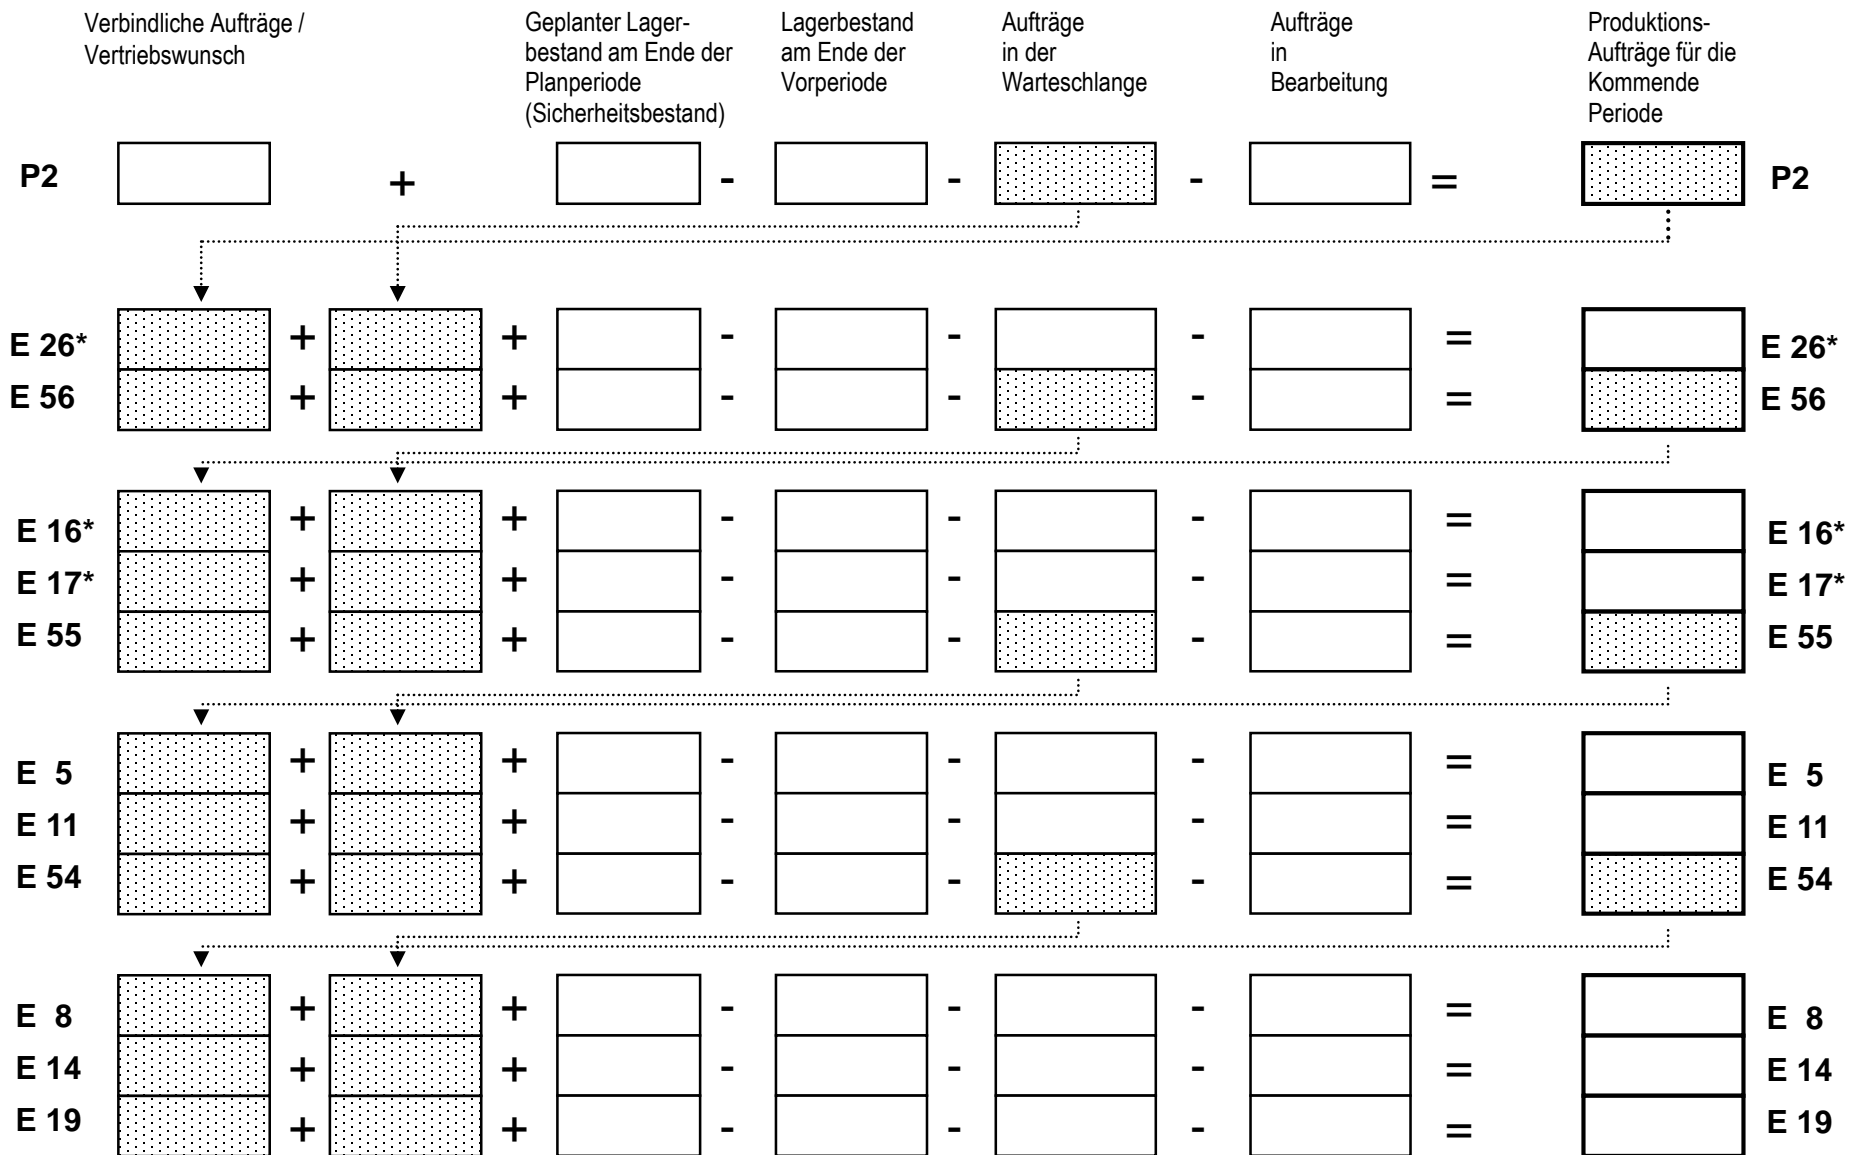 Verbindliche Aufträge /
Vertriebswunsch
Geplanter Lager-
bestand am Ende der
Planperiode
(Sicherheitsbestand)
Lagerbestand
am Ende der
Vorperiode
Aufträge
in der
Warteschlange
Aufträge
in
Bearbeitung
Produktions-
Aufträge für die
Kommende
Periode
P2 + - - - = P2
E 26* + + - - - = E 26*
E 56 + + - - - = E 56
E 16* + + - - - = E 16*
E 17* + + - - - = E 17*
E 55 + + - - - = E 55
E 5 + + - - - = E 5
E 11 + + - - - = E 11
E 54 + + - - - = E 54
E 8 + + - - - = E 8
E 14 + + - - - = E 14
E 19 + + - - - = E 19